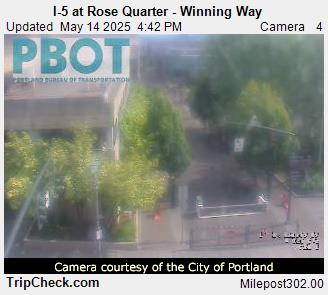 I-5 at Rose Quarter - Winning Way
Updated May 14 2025 4:42 PM Camera 4
PBOT
PORTLAND BUREAU OF TRANSPORTATION
Camera courtesy of the City of Portland
TripCheck.com Milepost302.00